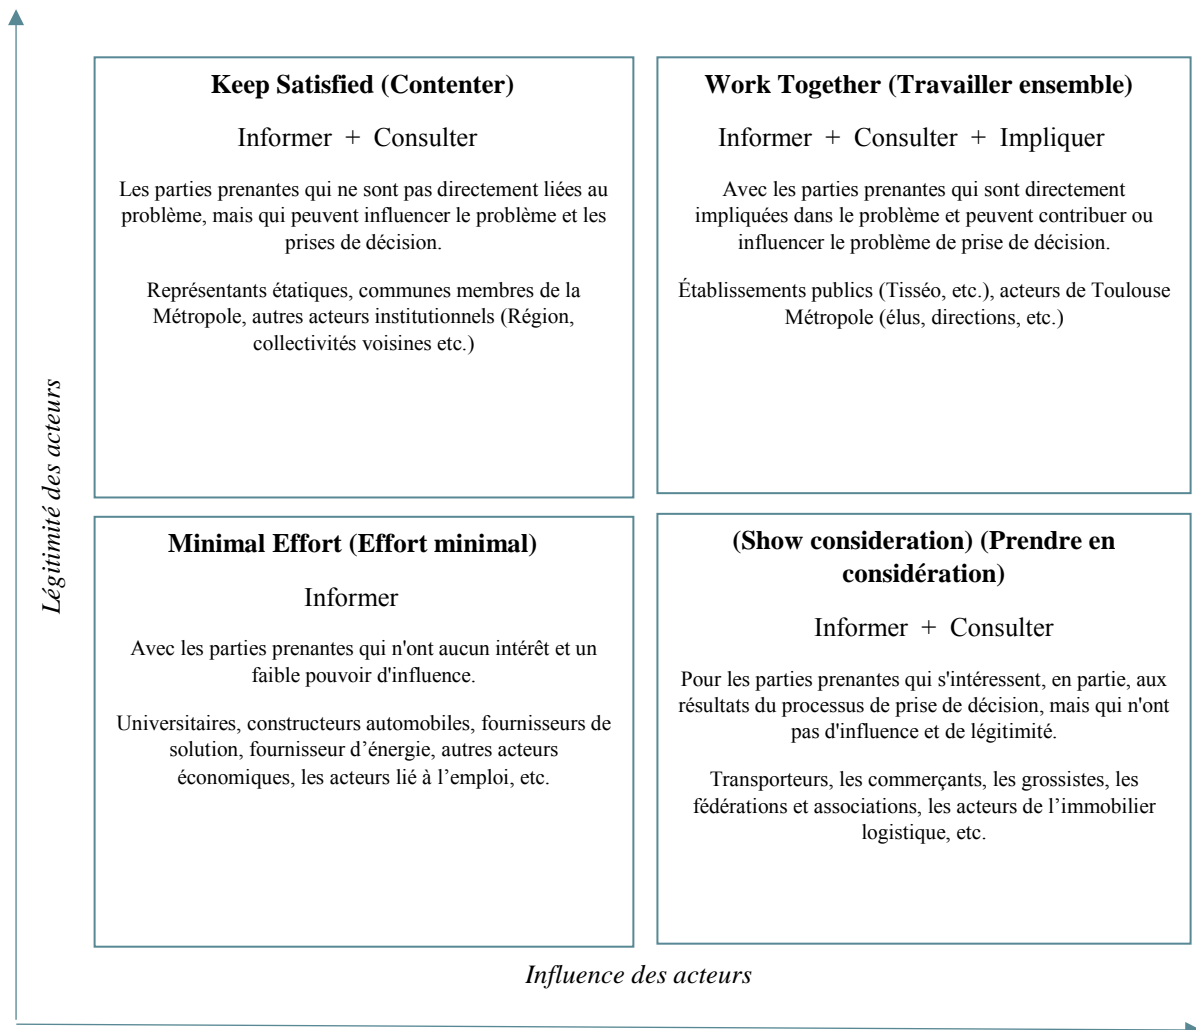 Keep Satisfied (Contenter)
Informer + Consulter
Les parties prenantes qui ne sont pas directement liées au
problème, mais qui peuvent influencer le problème et les
prises de décision.
Représentants étatiques, communes membres de la
Métropole, autres acteurs institutionnels (Région,
collectivités voisines etc.)
Work Together (Travailler ensemble)
Informer + Consulter + Impliquer
Avec les parties prenantes qui sont directement
impliquées dans le problème et peuvent contribuer ou
influencer le problème de prise de décision.
Établissements publics (Tisséo, etc.), acteurs de Toulouse
Métropole (élus, directions, etc.)
Légitimité des acteurs
Minimal Effort (Effort minimal)
Informer
Avec les parties prenantes qui n'ont aucun intérêt et un
faible pouvoir d'influence.
Universitaires, constructeurs automobiles, fournisseurs de
solution, fournisseur d’énergie, autres acteurs
économiques, les acteurs lié à l’emploi, etc.
(Show consideration) (Prendre en
considération)
Informer + Consulter
Pour les parties prenantes qui s'intéressent, en partie, aux
résultats du processus de prise de décision, mais qui n'ont
pas d'influence et de légitimité.
Transporteurs, les commerçants, les grossistes, les
fédérations et associations, les acteurs de l’immobilier
logistique, etc.
Influence des acteurs